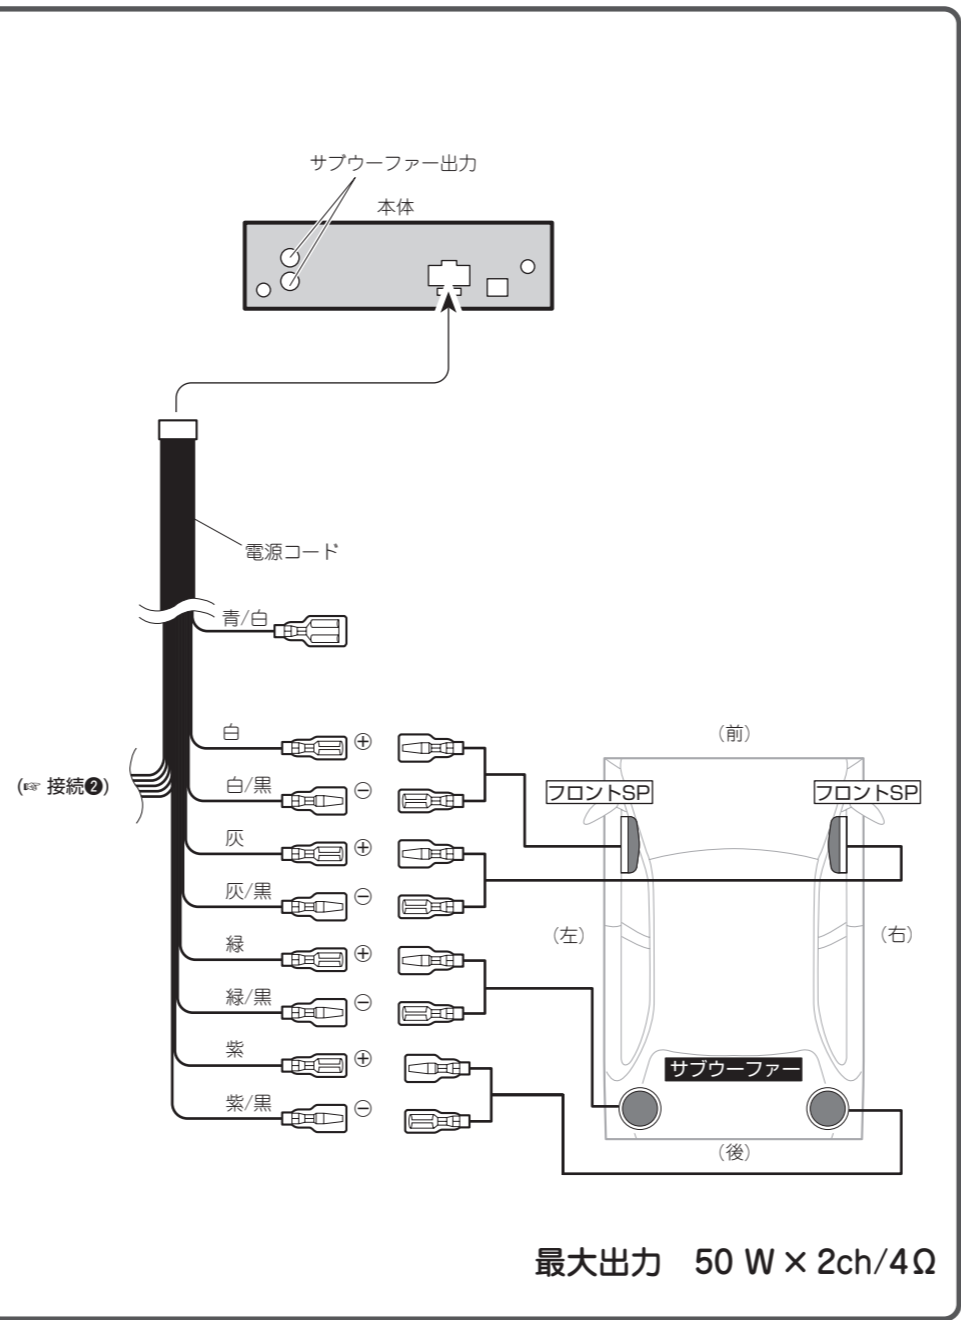 サブウーファー出力
本体
電源コード
青/白
白
⊕
白/黒
⊖
灰
⊕
灰/黒
⊖
緑
⊕
緑/黒
⊖
紫
⊕
紫/黒
⊖
(☞ 接続❷)
(前)
フロントSP
フロントSP
(左)
(右)
サブウーファー
(後)
最大出力 50 W × 2ch/4Ω